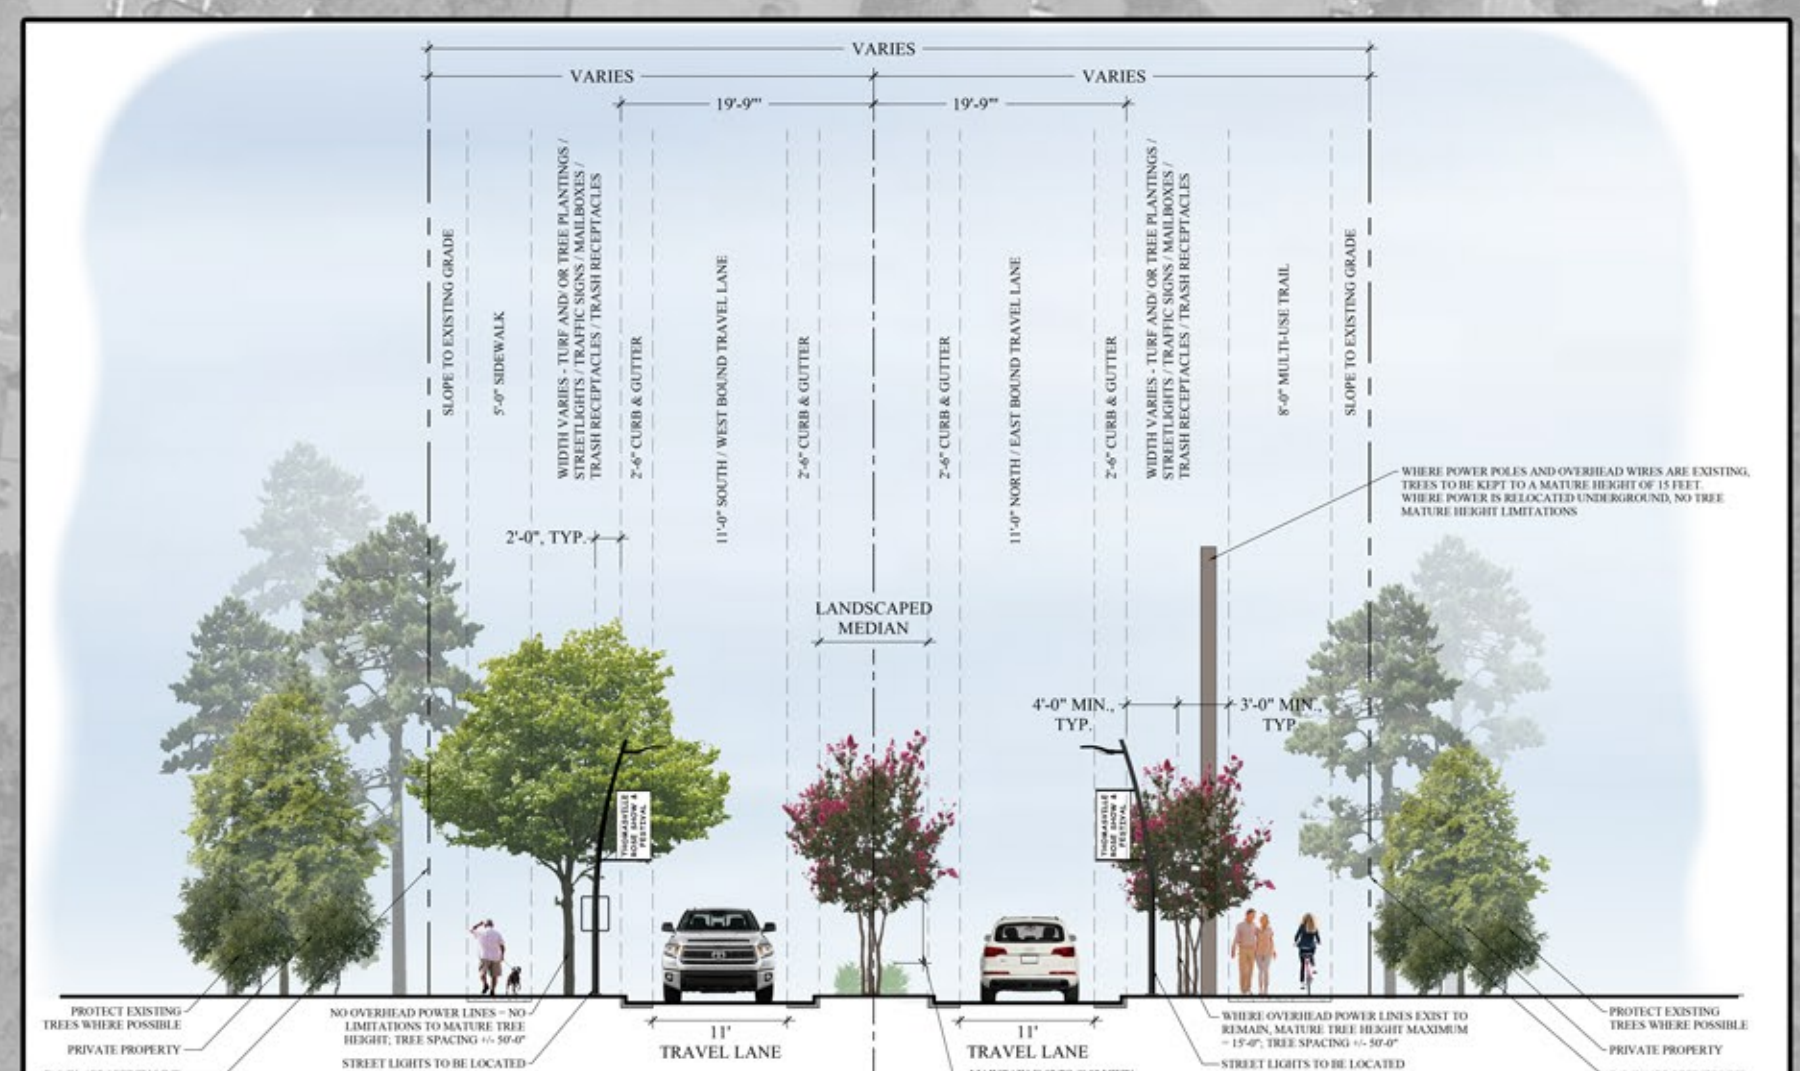 VARIES
VARIES
VARIES
19'-9"'
19'-9"'
SLOPE TO EXISTING GRADE
5'-0" SIDEWALK
WIDTH VARIES - TURF AND/ OR TREE PLANTINGS /
STREETLIGHTS / TRAFFIC SIGNS / MAILBOXES /
TRASH RECEPTACLES / TRASH RECEPTACLES
2'-6" CURB & GUTTER
11'-0" SOUTH / WEST BOUND TRAVEL LANE
2'-6" CURB & GUTTER
2'-6" CURB & GUTTER
11'-0" NORTH / EAST BOUND TRAVEL LANE
2'-6" CURB & GUTTER
WIDTH VARIES - TURF AND/ OR TREE PLANTINGS /
STREETLIGHTS / TRAFFIC SIGNS / MAILBOXES /
TRASH RECEPTACLES / TRASH RECEPTACLES
8'-0" MULTI-USE TRAIL
SLOPE TO EXISTING GRADE
WHERE POWER POLES AND OVERHEAD WIRES ARE EXISTING,
TREES TO BE KEPT TO A MATURE HEIGHT OF 15 FEET.
WHERE POWER IS RELOCATED UNDERGROUND, NO TREE
MATURE HEIGHT LIMITATIONS
2'-0", TYP.
LANDSCAPED
MEDIAN
4'-0" MIN.,
TYP.
3'-0" MIN.,
TYP.
THOMASVILLE
ROSE SHOW &
FESTIVAL
THOMASVILLE
ROSE SHOW &
FESTIVAL
PROTECT EXISTING
TREES WHERE POSSIBLE
PRIVATE PROPERTY
NO OVERHEAD POWER LINES = NO
LIMITATIONS TO MATURE TREE
HEIGHT; TREE SPACING +/- 50'-0"
STREET LIGHTS TO BE LOCATED
11'
TRAVEL LANE
11'
TRAVEL LANE
WHERE OVERHEAD POWER LINES EXIST TO
REMAIN, MATURE TREE HEIGHT MAXIMUM
= 15'-0"; TREE SPACING +/- 50'-0"
STREET LIGHTS TO BE LOCATED
PROTECT EXISTING
TREES WHERE POSSIBLE
PRIVATE PROPERTY